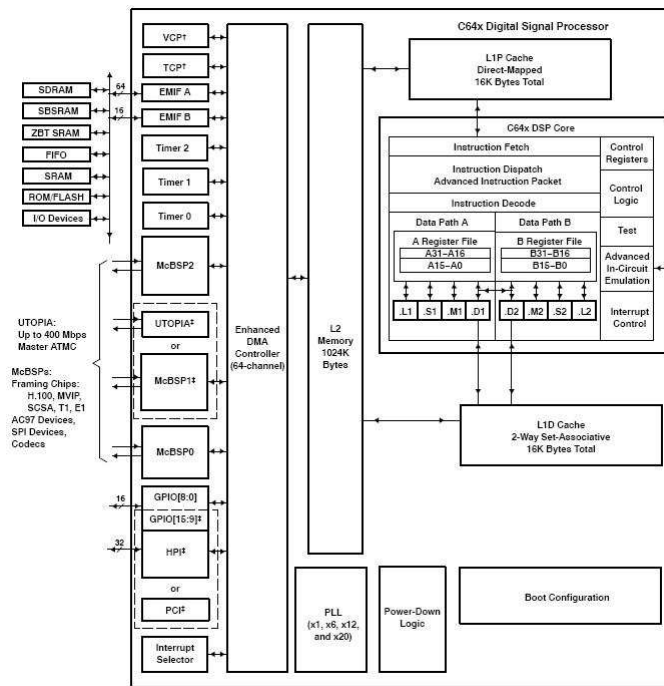 C64x Digital Signal Processor
VCP†
TCP†
64
EMIF A
16
EMIF B
Timer 2
Timer 1
Timer 0
SDRAM
SBSRAM
ZBT SRAM
FIFO
SRAM
ROM/FLASH
I/O Devices
McBSP2
UTOPIA‡
or
McBSP1‡
McBSP0
UTOPIA:
Up to 400 Mbps
Master ATMC
McBSPs:
Framing Chips:
H.100, MVIP,
SCSA, T1, E1
AC97 Devices,
SPI Devices,
Codecs
16
GPIO[8:0]
GPIO[15:9]‡
32
HPI‡
or
PCI‡
Interrupt
Selector
Enhanced
DMA
Controller
(64-channel)
L2
Memory
1024K
Bytes
L1P Cache
Direct-Mapped
16K Bytes Total
C64x DSP Core
Instruction Fetch
Instruction Dispatch
Advanced Instruction Packet
Instruction Decode
Data Path A
Data Path B
A Register File
A31–A16
A15–A0
B Register File
B31–B16
B15–B0
.L1
.S1
.M1
.D1
.D2
.M2
.S2
.L2
Control
Registers
Control
Logic
Test
Advanced
In-Circuit
Emulation
Interrupt
Control
L1D Cache
2-Way Set-Associative
16K Bytes Total
PLL
(x1, x6, x12,
and x20)
Power-Down
Logic
Boot Configuration